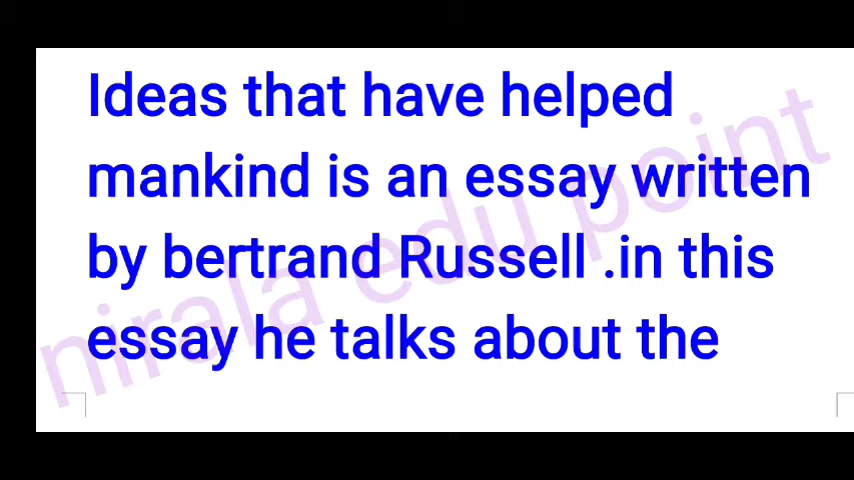 Ideas that have helped
mankind is an essay written
by bertrand Russell .in this
essay he talks about the
nirala edu point